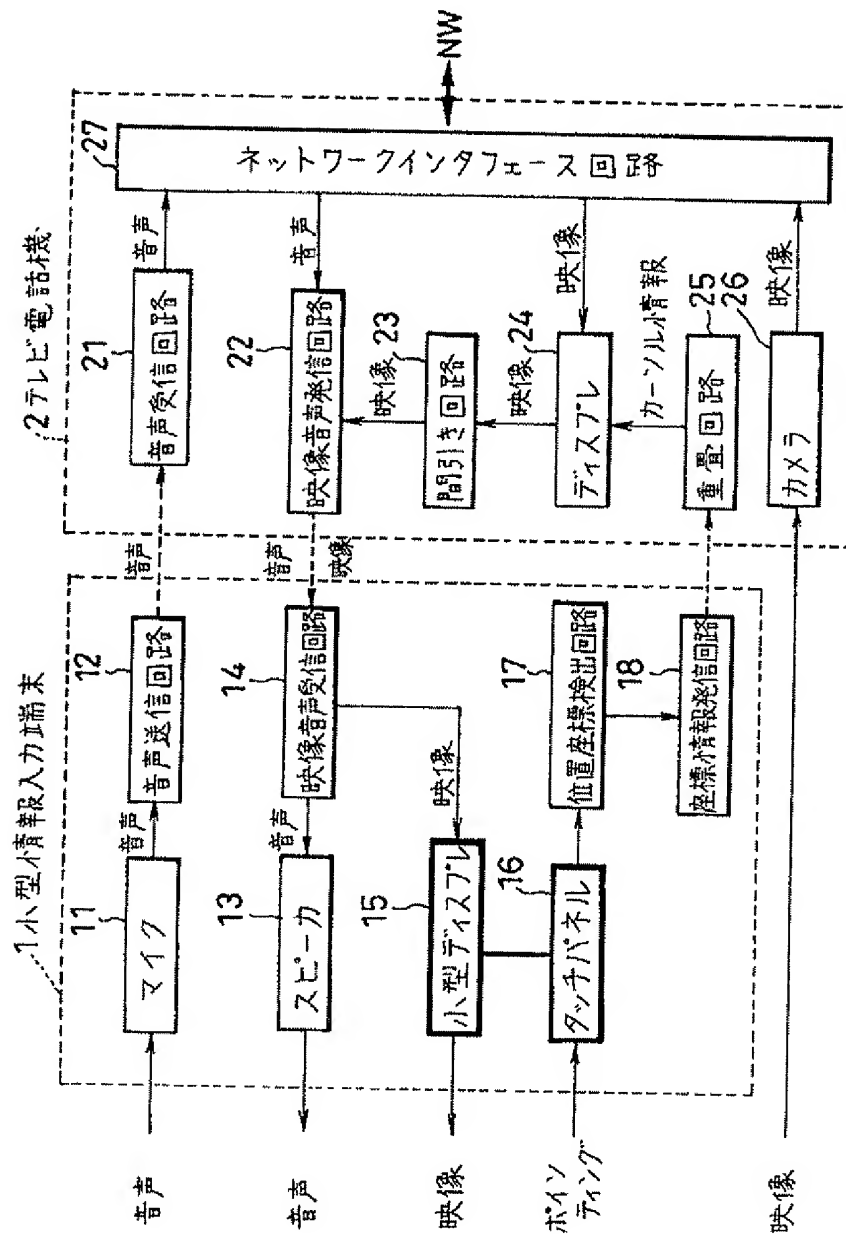 1小型情報入力端末
2テレビ電話機
音声
11
マイク
音声
12
音声送信回路
音声
21
音声受信回路
音声
27
ネットワークインタフェース回路
NW
音声
13
スピーカ
音声
14
映像音声受信回路
音声
映像
22
映像音声発信回路
音声
映像
15
小型ディスプレ
映像
映像
23
間引き回路
映像
24
ディスプレ
映像
ポイン
ティング
16
タッチパネル
17
位置座標検出回路
18
座標情報発信回路
カーソル情報
25
重畳回路
映像
26
カメラ
映像